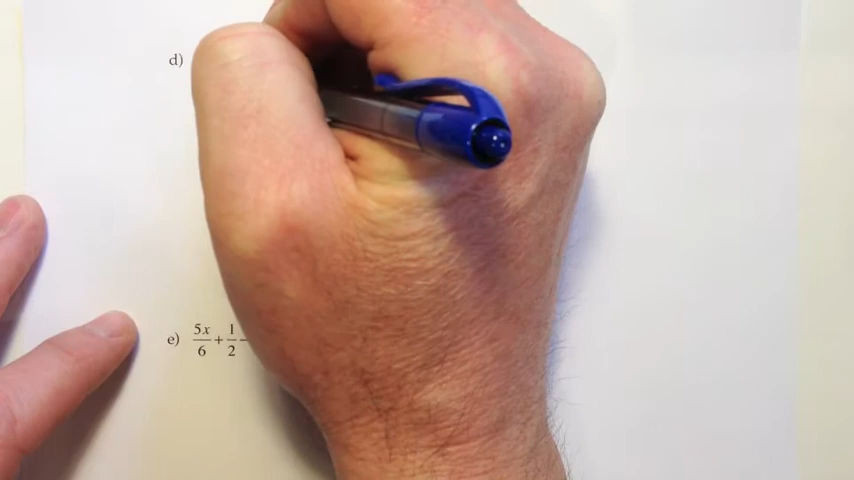 d)
e) 5x/6 + 1/2 -